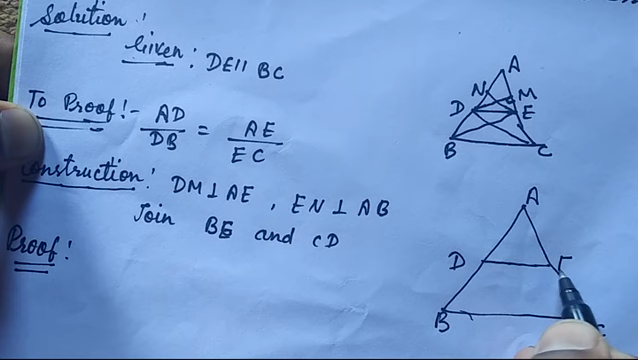 Solution :
Given : DE || BC
To Proof :- AD/DB = AE/EC
Construction : DM ⊥ AE , EN ⊥ AB
Join BE and CD
Proof :
A
N M
D E
B C
A
D
B